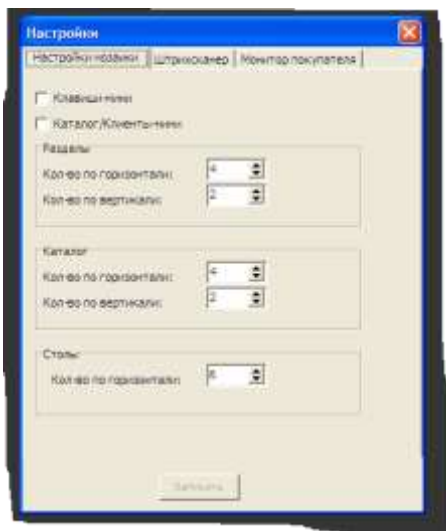 Настройки
Настройки нозаики Штрихсканер Монитор покупателя
Клавиши-мини
Каталог/Клиенты-мини
Разделы
Кол-во по горизонтали: 4
Кол-во по вертикали: 2
Каталог
Кол-во по горизонтали: 4
Кол-во по вертикали: 2
Столы
Кол-во по горизонтали: 6